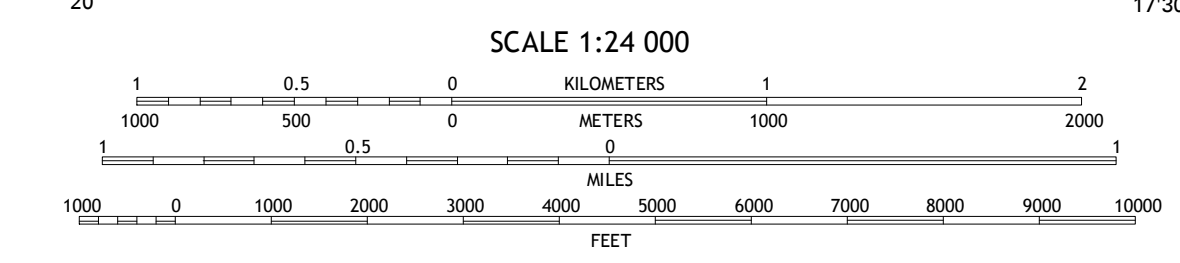 20 17'30
SCALE 1:24 000
1 0.5 0 KILOMETERS 1 2
1000 500 0 METERS 1000 2000
1 0.5 0 1
MILES
1000 0 1000 2000 3000 4000 5000 6000 7000 8000 9000 10000
FEET